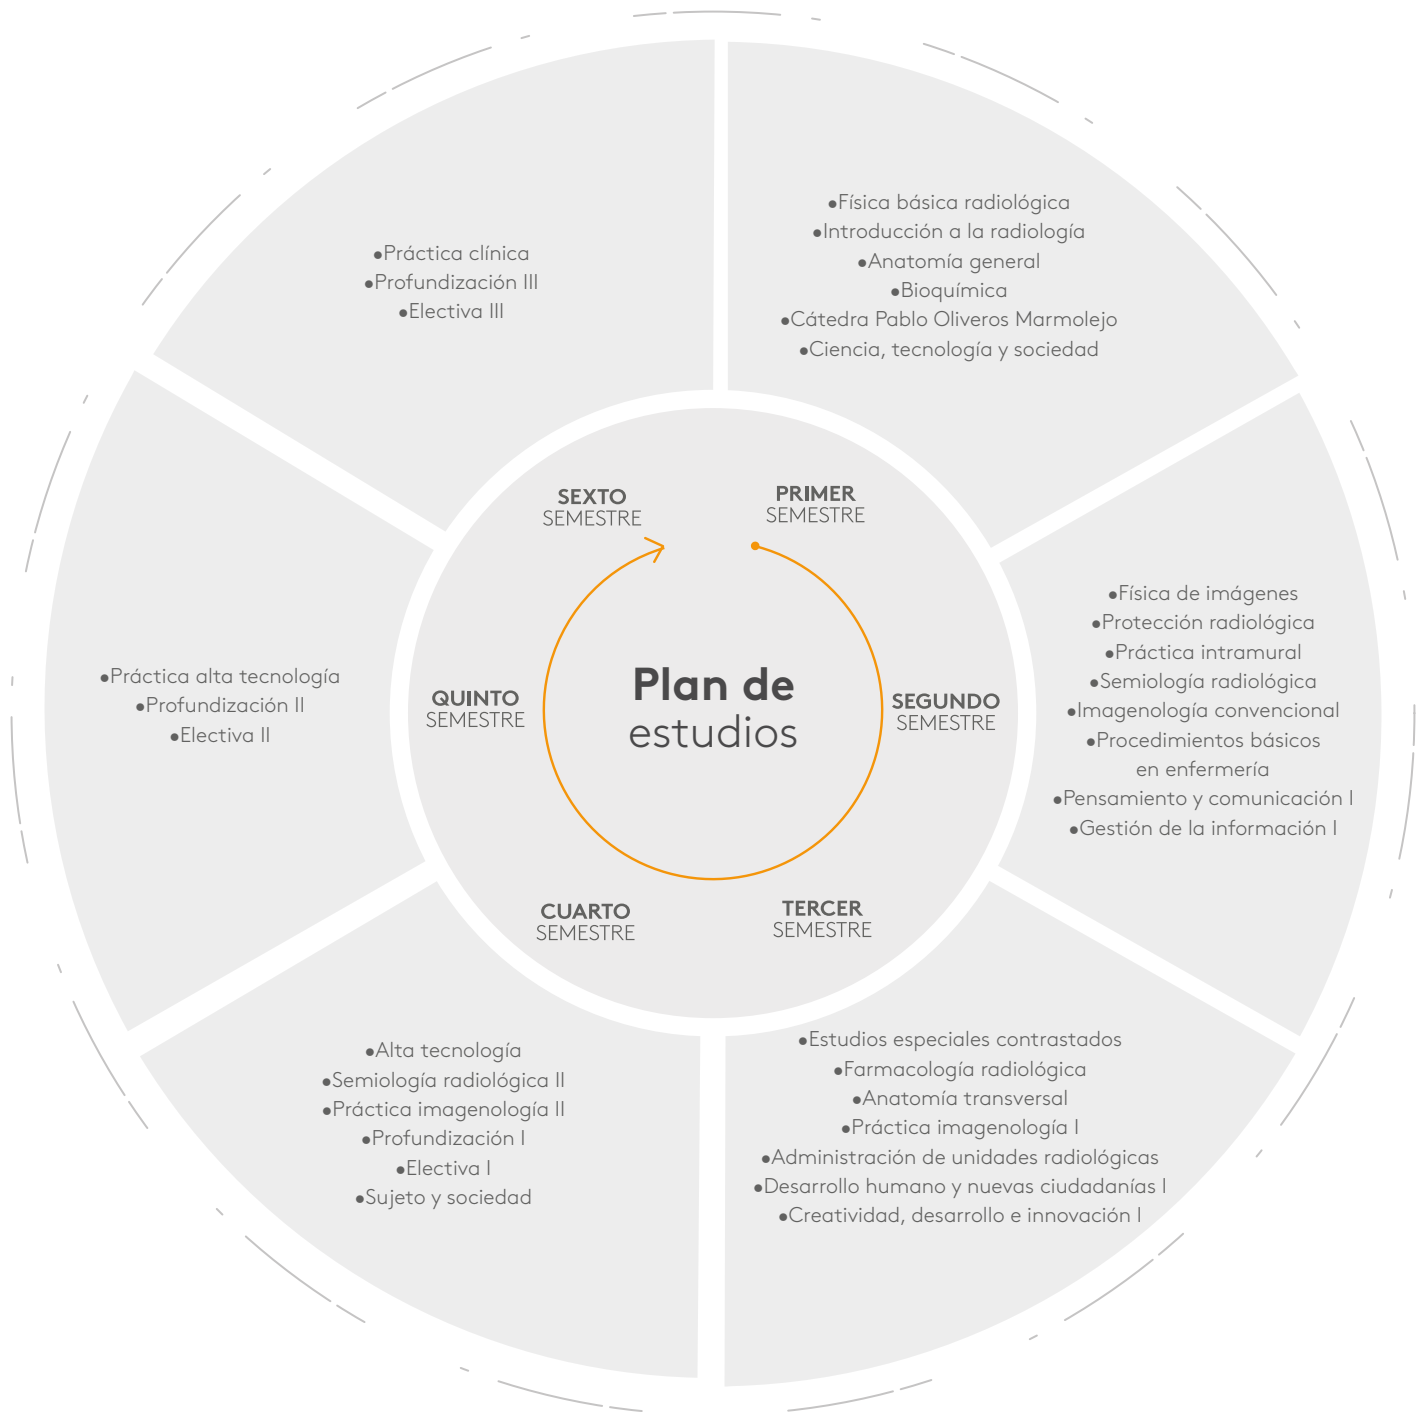 Plan de
estudios
PRIMER
SEMESTRE
●Física básica radiológica
●Introducción a la radiología
●Anatomía general
●Bioquímica
●Cátedra Pablo Oliveros Marmolejo
●Ciencia, tecnología y sociedad
SEGUNDO
SEMESTRE
●Física de imágenes
●Protección radiológica
●Práctica intramural
●Semiología radiológica
●Imagenología convencional
●Procedimientos básicos
en enfermería
●Pensamiento y comunicación I
●Gestión de la información I
TERCER
SEMESTRE
●Estudios especiales contrastados
●Farmacología radiológica
●Anatomía transversal
●Práctica imagenología I
●Administración de unidades radiológicas
●Desarrollo humano y nuevas ciudadanías I
●Creatividad, desarrollo e innovación I
CUARTO
SEMESTRE
●Alta tecnología
●Semiología radiológica II
●Práctica imagenología II
●Profundización I
●Electiva I
●Sujeto y sociedad
QUINTO
SEMESTRE
●Práctica alta tecnología
●Profundización II
●Electiva II
SEXTO
SEMESTRE
●Práctica clínica
●Profundización III
●Electiva III